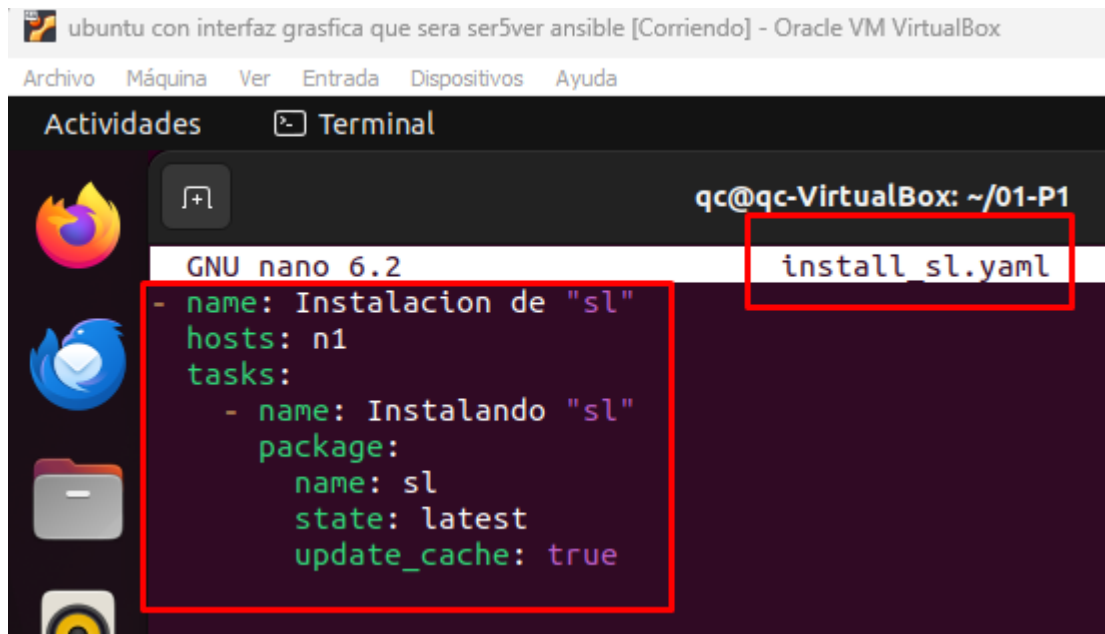 ubuntu con interfaz grasfica que sera ser5ver ansible [Corriendo] - Oracle VM VirtualBox
Archivo Máquina Ver Entrada Dispositivos Ayuda
Actividades Terminal
qc@qc-VirtualBox: ~/01-P1
GNU nano 6.2 install_sl.yaml
- name: Instalacion de "sl"
  hosts: n1
  tasks:
    - name: Instalando "sl"
      package:
        name: sl
        state: latest
        update_cache: true